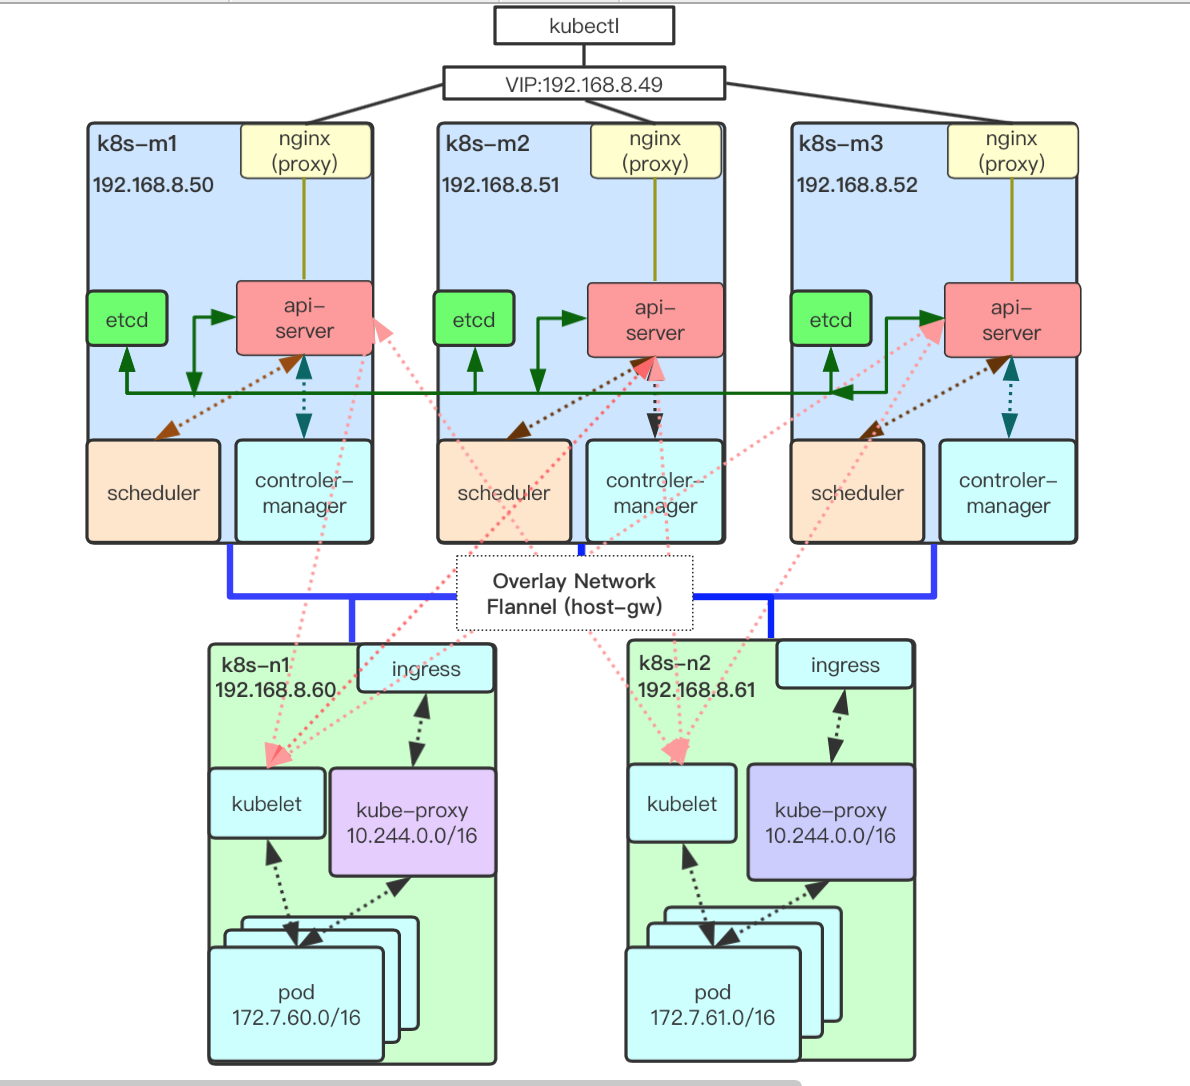 kubectl
VIP:192.168.8.49
k8s-m1
192.168.8.50
nginx
(proxy)
k8s-m2
192.168.8.51
nginx
(proxy)
k8s-m3
192.168.8.52
nginx
(proxy)
etcd
api-
server
etcd
api-
server
etcd
api-
server
scheduler
controler-
manager
scheduler
controler-
manager
scheduler
controler-
manager
Overlay Network
Flannel (host-gw)
k8s-n1
192.168.8.60
ingress
k8s-n2
192.168.8.61
ingress
kubelet
kube-proxy
10.244.0.0/16
kubelet
kube-proxy
10.244.0.0/16
pod
172.7.60.0/16
pod
172.7.61.0/16